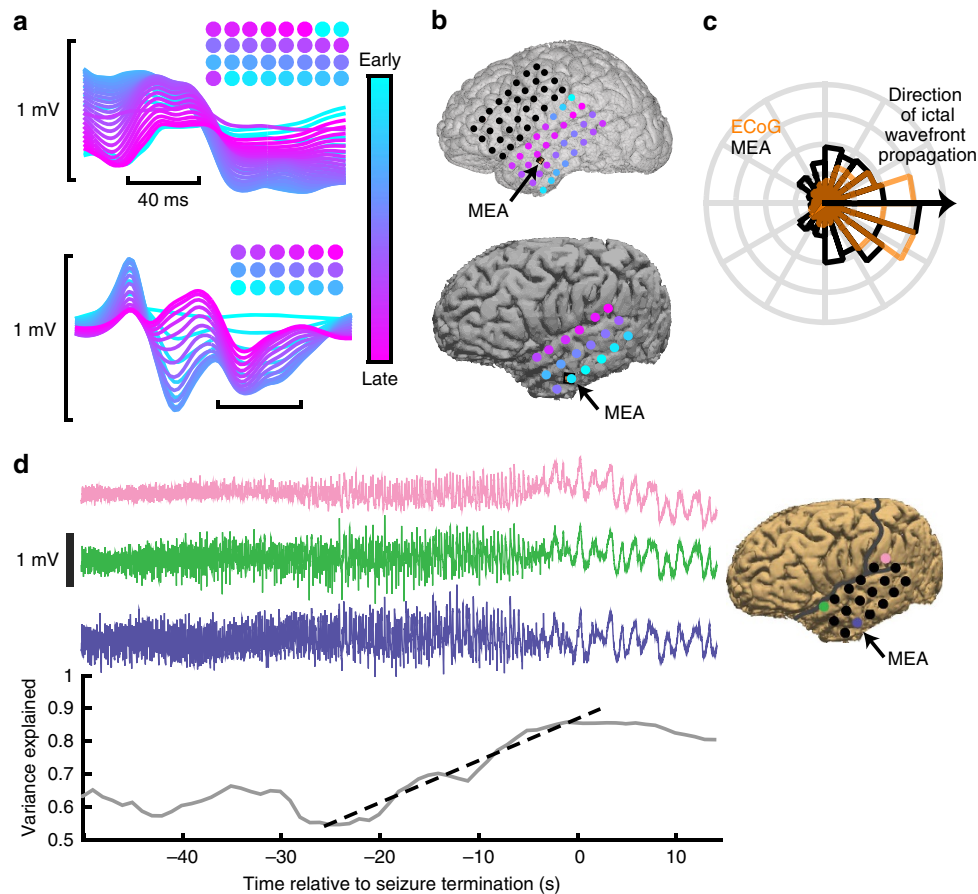 a
1 mV
40 ms
Early
Late
1 mV
b
MEA
MEA
c
ECoG
MEA
Direction
of ictal
wavefront
propagation
d
1 mV
MEA
Variance explained
1
0.9
0.8
0.7
0.6
0.5
–40
–30
–20
–10
0
10
Time relative to seizure termination (s)